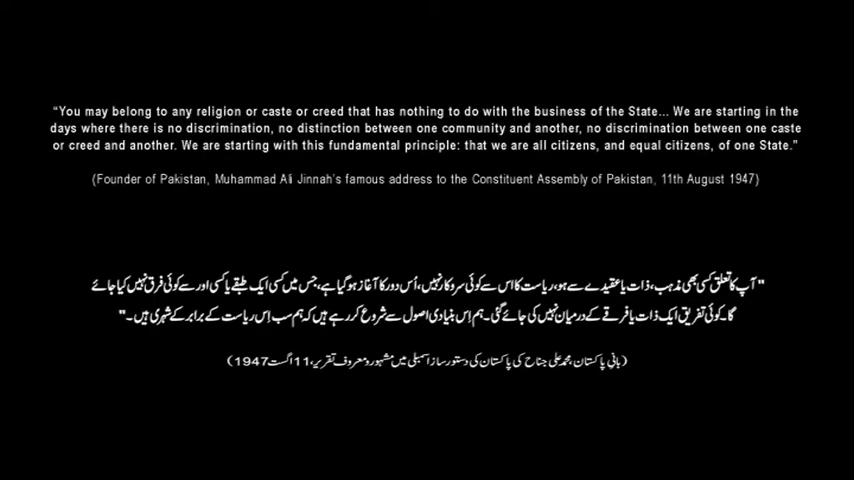 “You may belong to any religion or caste or creed that has nothing to do with the business of the State... We are starting in the
days where there is no discrimination, no distinction between one community and another, no discrimination between one caste
or creed and another. We are starting with this fundamental principle: that we are all citizens, and equal citizens, of one State.”
(Founder of Pakistan, Muhammad Ali Jinnah’s famous address to the Constituent Assembly of Pakistan, 11th August 1947)
"آپ کا تعلق کسی بھی مذہب، ذات یا عقیدے سے ہو، ریاست کا اس سے کوئی سروکار نہیں، اُس دور کا آغاز ہو گیا ہے، جس میں کسی ایک طبقے یا کسی اور سے کوئی فرق نہیں کیا جائے
گا۔ کوئی تفریق ایک ذات یا فرقے کے درمیان نہیں کی جائے گئی۔ ہم اِس بنیادی اصول سے شروع کر رہے ہیں کہ ہم سب اِس ریاست کے برابر کے شہری ہیں۔"
(بانیِ پاکستان، محمد علی جناح کی پاکستان کی دستور ساز اسمبلی میں مشہور و معروف تقریر، 11 اگست 1947)